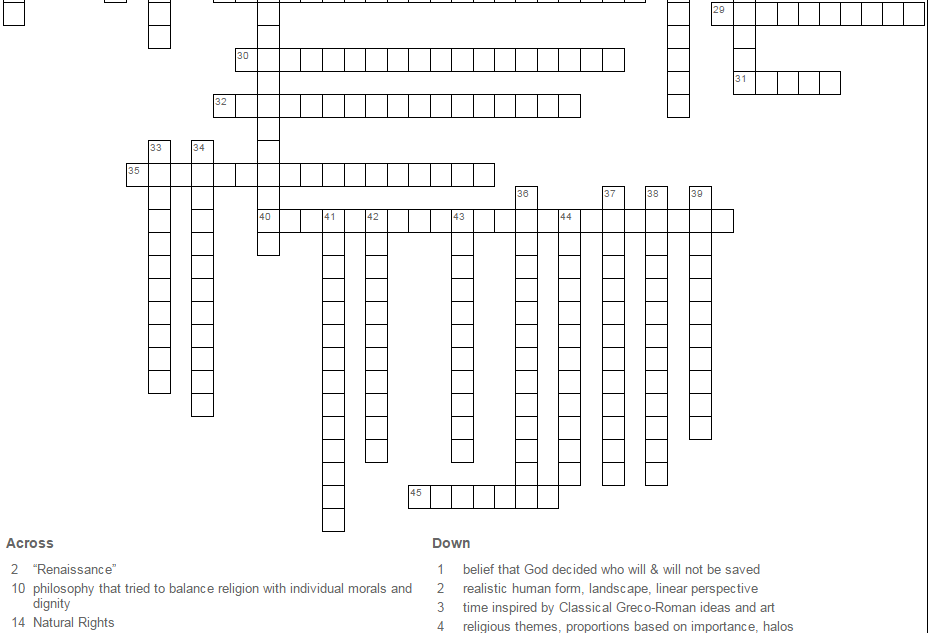 29
30
31
32
33 34
35
36 37 38 39
40 41 42 43 44
45
Across
Down
2 “Renaissance”
10 philosophy that tried to balance religion with individual morals and
dignity
14 Natural Rights
1 belief that God decided who will & will not be saved
2 realistic human form, landscape, linear perspective
3 time inspired by Classical Greco-Roman ideas and art
4 religious themes, proportions based on importance, halos